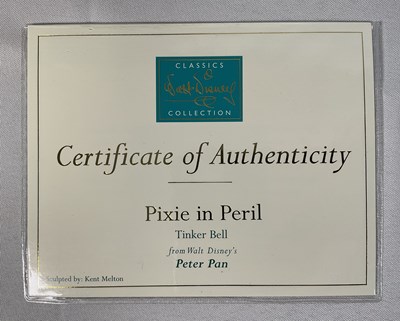 CLASSICS
Walt Disney
COLLECTION
Certificate of Authenticity
Pixie in Peril
Tinker Bell
from Walt Disney's
Peter Pan
Sculpted by: Kent Melton